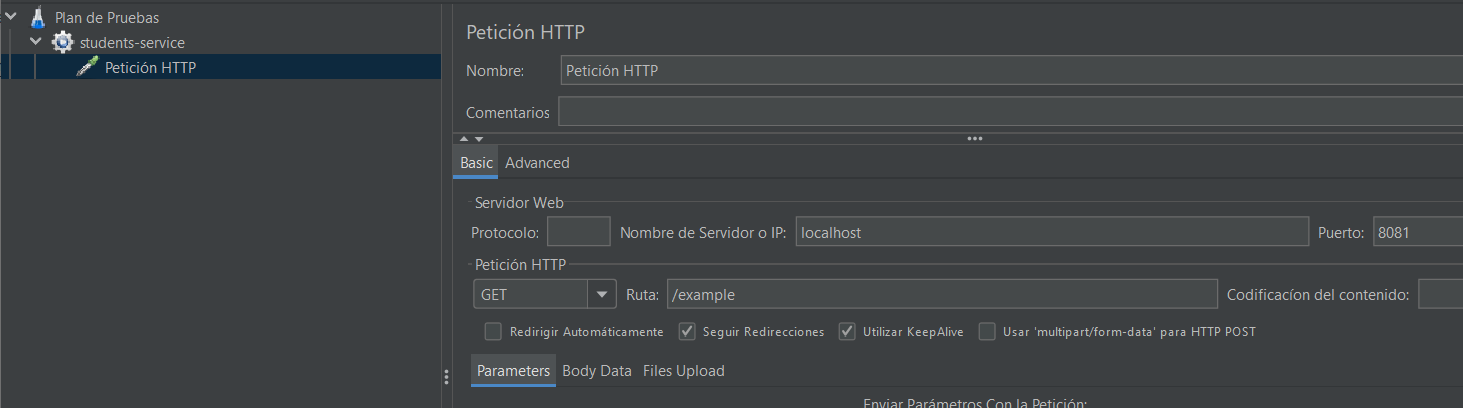 Plan de Pruebas
students-service
Petición HTTP
Petición HTTP
Nombre: Petición HTTP
Comentarios
Basic Advanced
Servidor Web
Protocolo: Nombre de Servidor o IP: localhost Puerto: 8081
Petición HTTP
GET Ruta: /example Codificacíon del contenido:
Redirigir Automáticamente Seguir Redirecciones Utilizar KeepAlive Usar 'multipart/form-data' para HTTP POST
Parameters Body Data Files Upload
Enviar Parámetros Con la Petición: